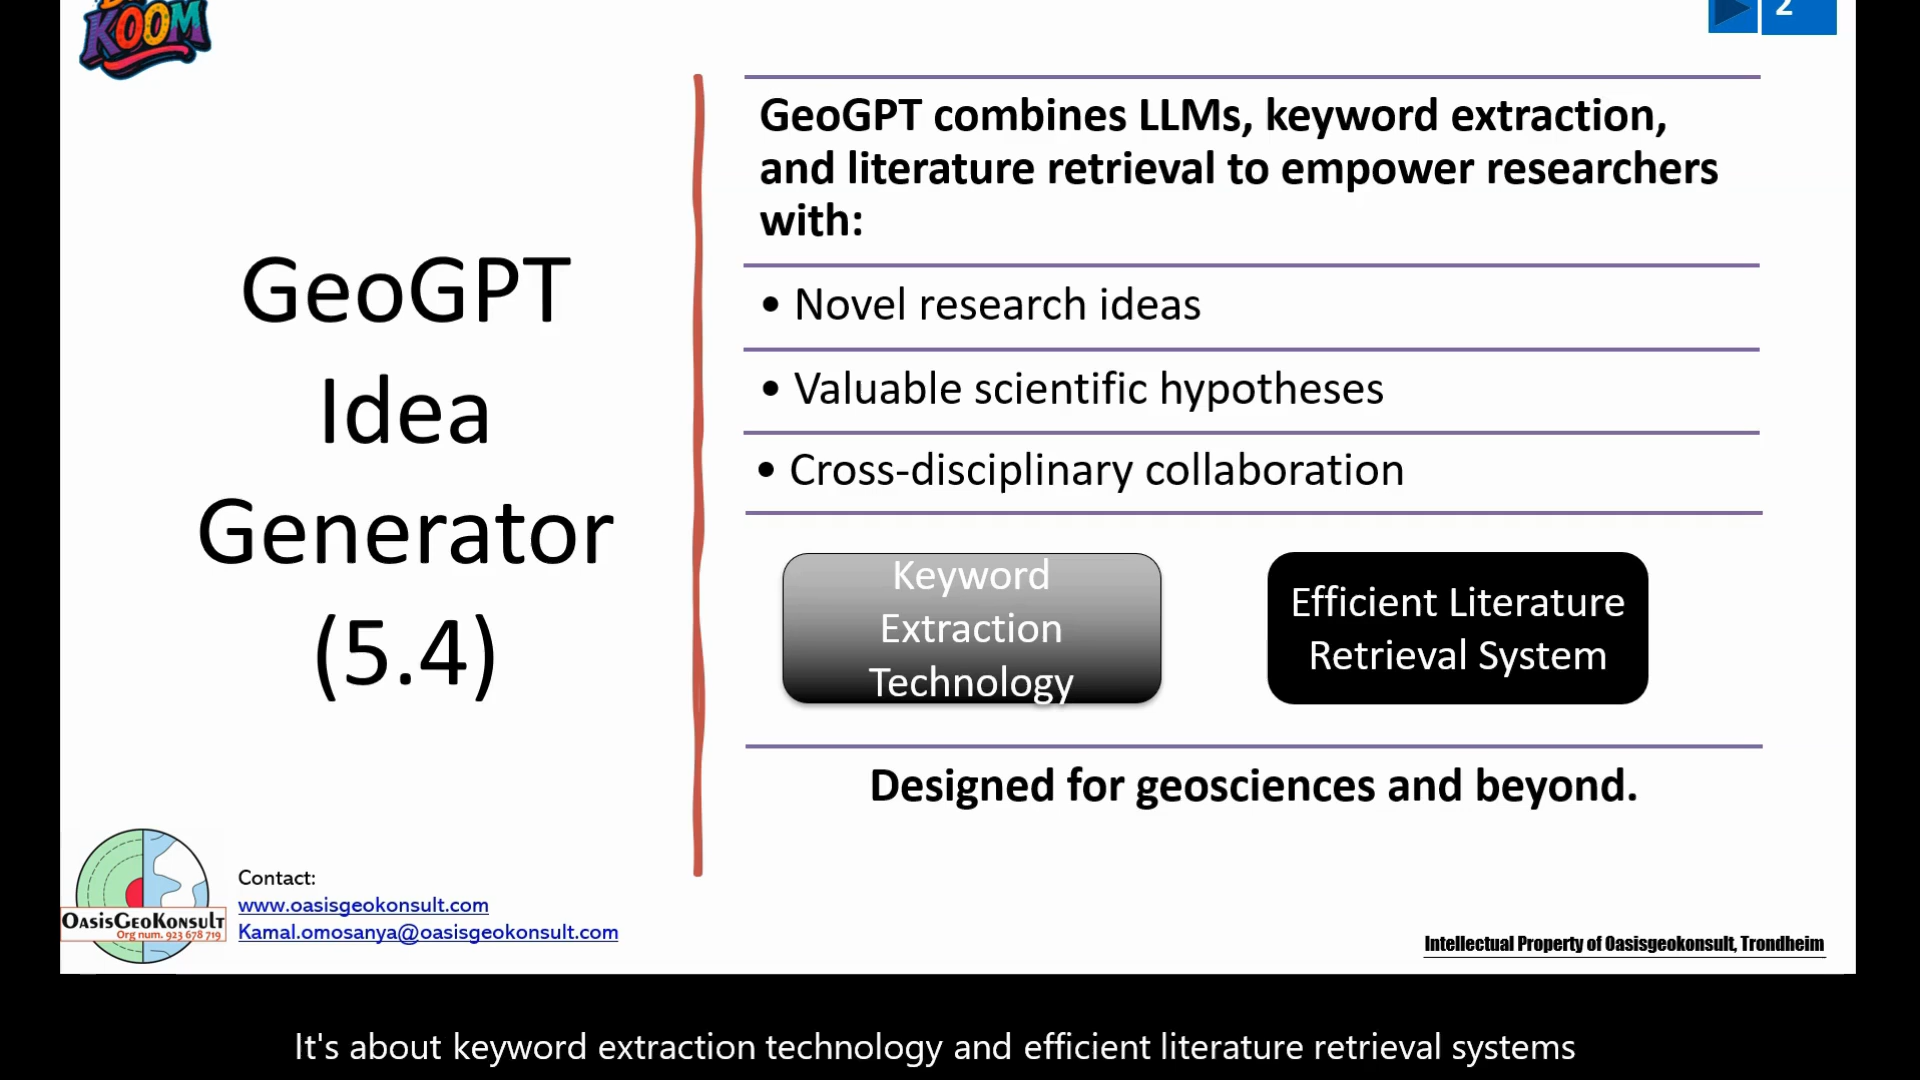 KOOM
2
GeoGPT combines LLMs, keyword extraction,
and literature retrieval to empower researchers
with:
• Novel research ideas
• Valuable scientific hypotheses
• Cross-disciplinary collaboration
GeoGPT
Idea
Generator
(5.4)
Keyword
Extraction
Technology
Efficient Literature
Retrieval System
Designed for geosciences and beyond.
OASISGEOKONSULT
Org num. 923 678 719
Contact:
www.oasisgeokonsult.com
Kamal.omosanya@oasisgeokonsult.com
Intellectual Property of Oasisgeokonsult, Trondheim
It's about keyword extraction technology and efficient literature retrieval systems